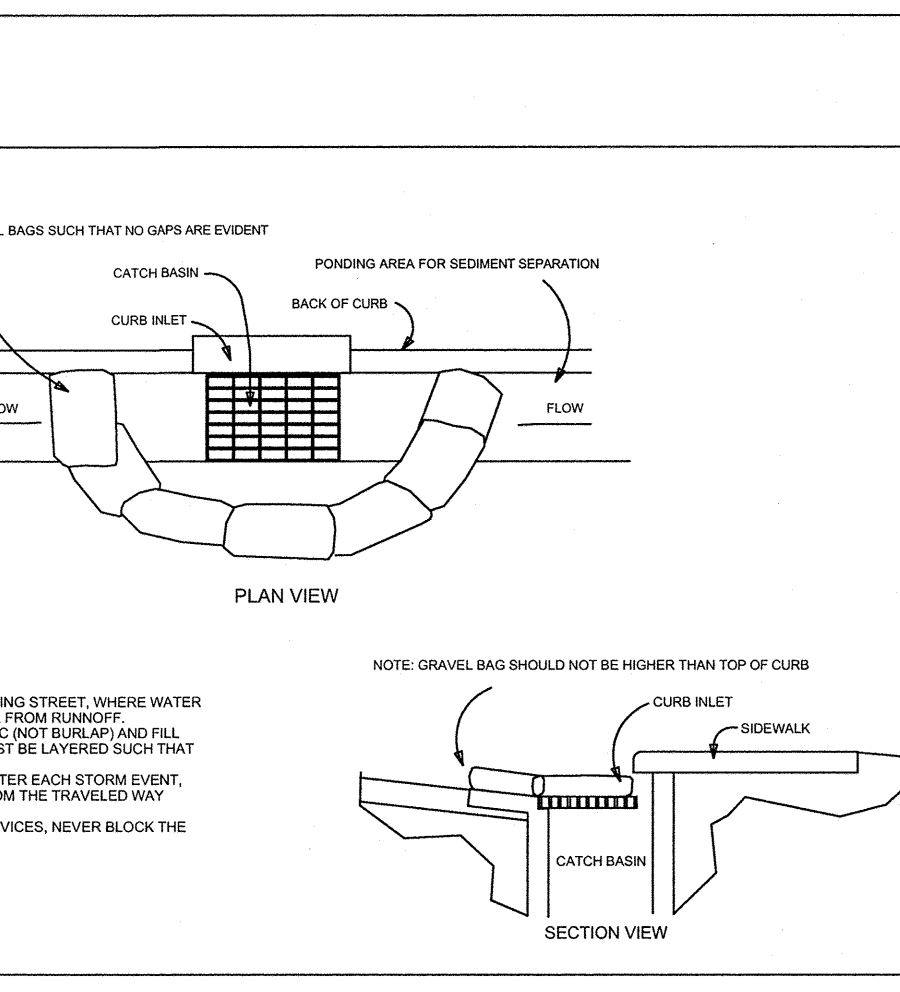 L BAGS SUCH THAT NO GAPS ARE EVIDENT
PONDING AREA FOR SEDIMENT SEPARATION
CATCH BASIN
BACK OF CURB
CURB INLET
OW
FLOW
PLAN VIEW
NOTE: GRAVEL BAG SHOULD NOT BE HIGHER THAN TOP OF CURB
ING STREET, WHERE WATER
FROM RUNNOFF.
C (NOT BURLAP) AND FILL
ST BE LAYERED SUCH THAT
TER EACH STORM EVENT,
OM THE TRAVELED WAY
VICES, NEVER BLOCK THE
CURB INLET
SIDEWALK
CATCH BASIN
SECTION VIEW